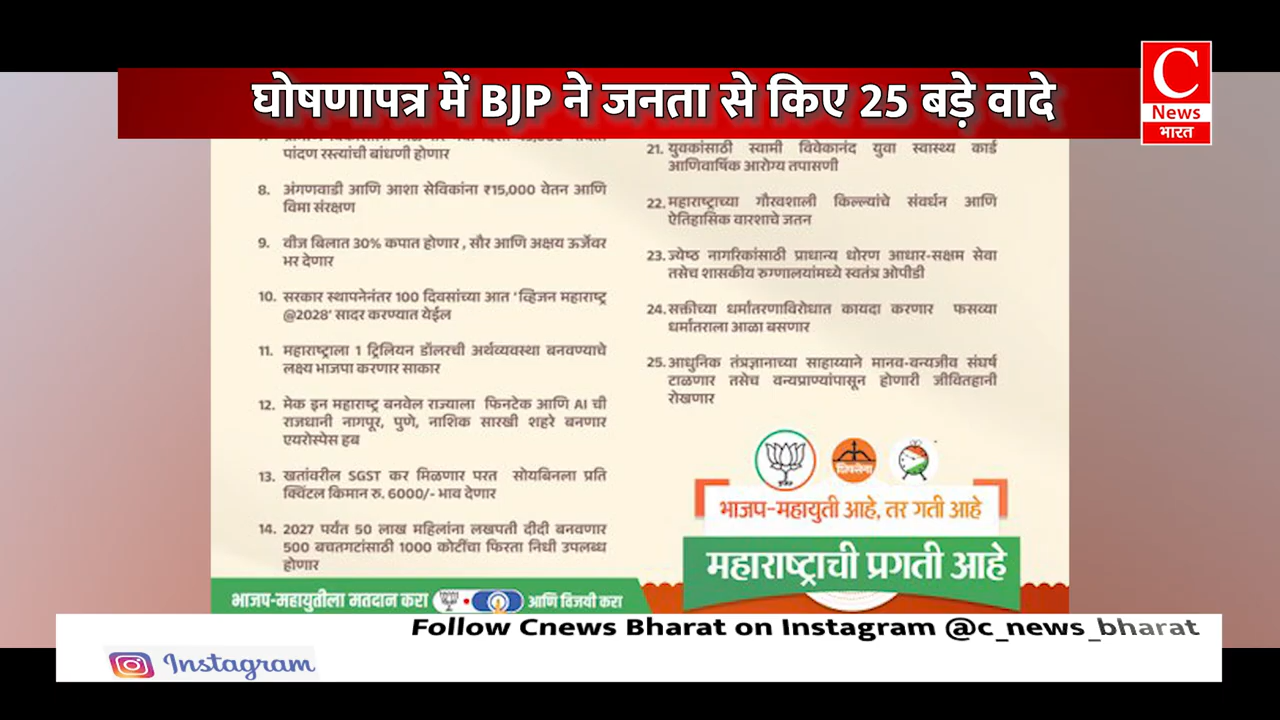 घोषणापत्र में BJP ने जनता से किए 25 बड़े वादे
C
News
भारत
पांदण रस्त्यांची बांधणी होणार
8. अंगणवाडी आणि आशा सेविकांना ₹15,000 वेतन आणि
विमा संरक्षण
9. वीज बिलात 30% कपात होणार , सौर आणि अक्षय ऊर्जेवर
भर देणार
10. सरकार स्थापनेनंतर 100 दिवसांच्या आत 'व्हिजन महाराष्ट्र
@2028' सादर करण्यात येईल
11. महाराष्ट्राला 1 ट्रिलियन डॉलरची अर्थव्यवस्था बनवण्याचे
लक्ष्य भाजपा करणार साकार
12. मेक इन महाराष्ट्र बनवेल राज्याला फिनटेक आणि AI ची
राजधानी नागपूर, पुणे, नाशिक सारखी शहरे बनणार
एयरोस्पेस हब
13. खतांवरील SGST कर मिळणार परत सोयबिनला प्रति
क्विंटल किमान रु. 6000/- भाव देणार
14. 2027 पर्यंत 50 लाख महिलांना लखपती दीदी बनवणार
500 बचतगटांसाठी 1000 कोटींचा फिरता निधी उपलब्ध
होणार
21. युवकांसाठी स्वामी विवेकानंद युवा स्वास्थ्य कार्ड
आणिवार्षिक आरोग्य तपासणी
22. महाराष्ट्राच्या गौरवशाली किल्ल्यांचे संवर्धन आणि
ऐतिहासिक वारशाचे जतन
23. ज्येष्ठ नागरिकांसाठी प्राधान्य धोरण आधार-सक्षम सेवा
तसेच शासकीय रुग्णालयांमध्ये स्वतंत्र ओपीडी
24. सक्तीच्या धर्मांतरणाविरोधात कायदा करणार फसव्या
धर्मांतराला आळा बसणार
25. आधुनिक तंत्रज्ञानाच्या साहाय्याने मानव-वन्यजीव संघर्ष
टाळणार तसेच वन्यप्राण्यांपासून होणारी जीवितहानी
रोखणार
भाजपा
शिवसेना
भाजप-महायुती आहे, तर गती आहे
महाराष्ट्राची प्रगती आहे
भाजप-महायुतीला मतदान करा आणि विजयी करा
Follow Cnews Bharat on Instagram @c_news_bharat
Instagram